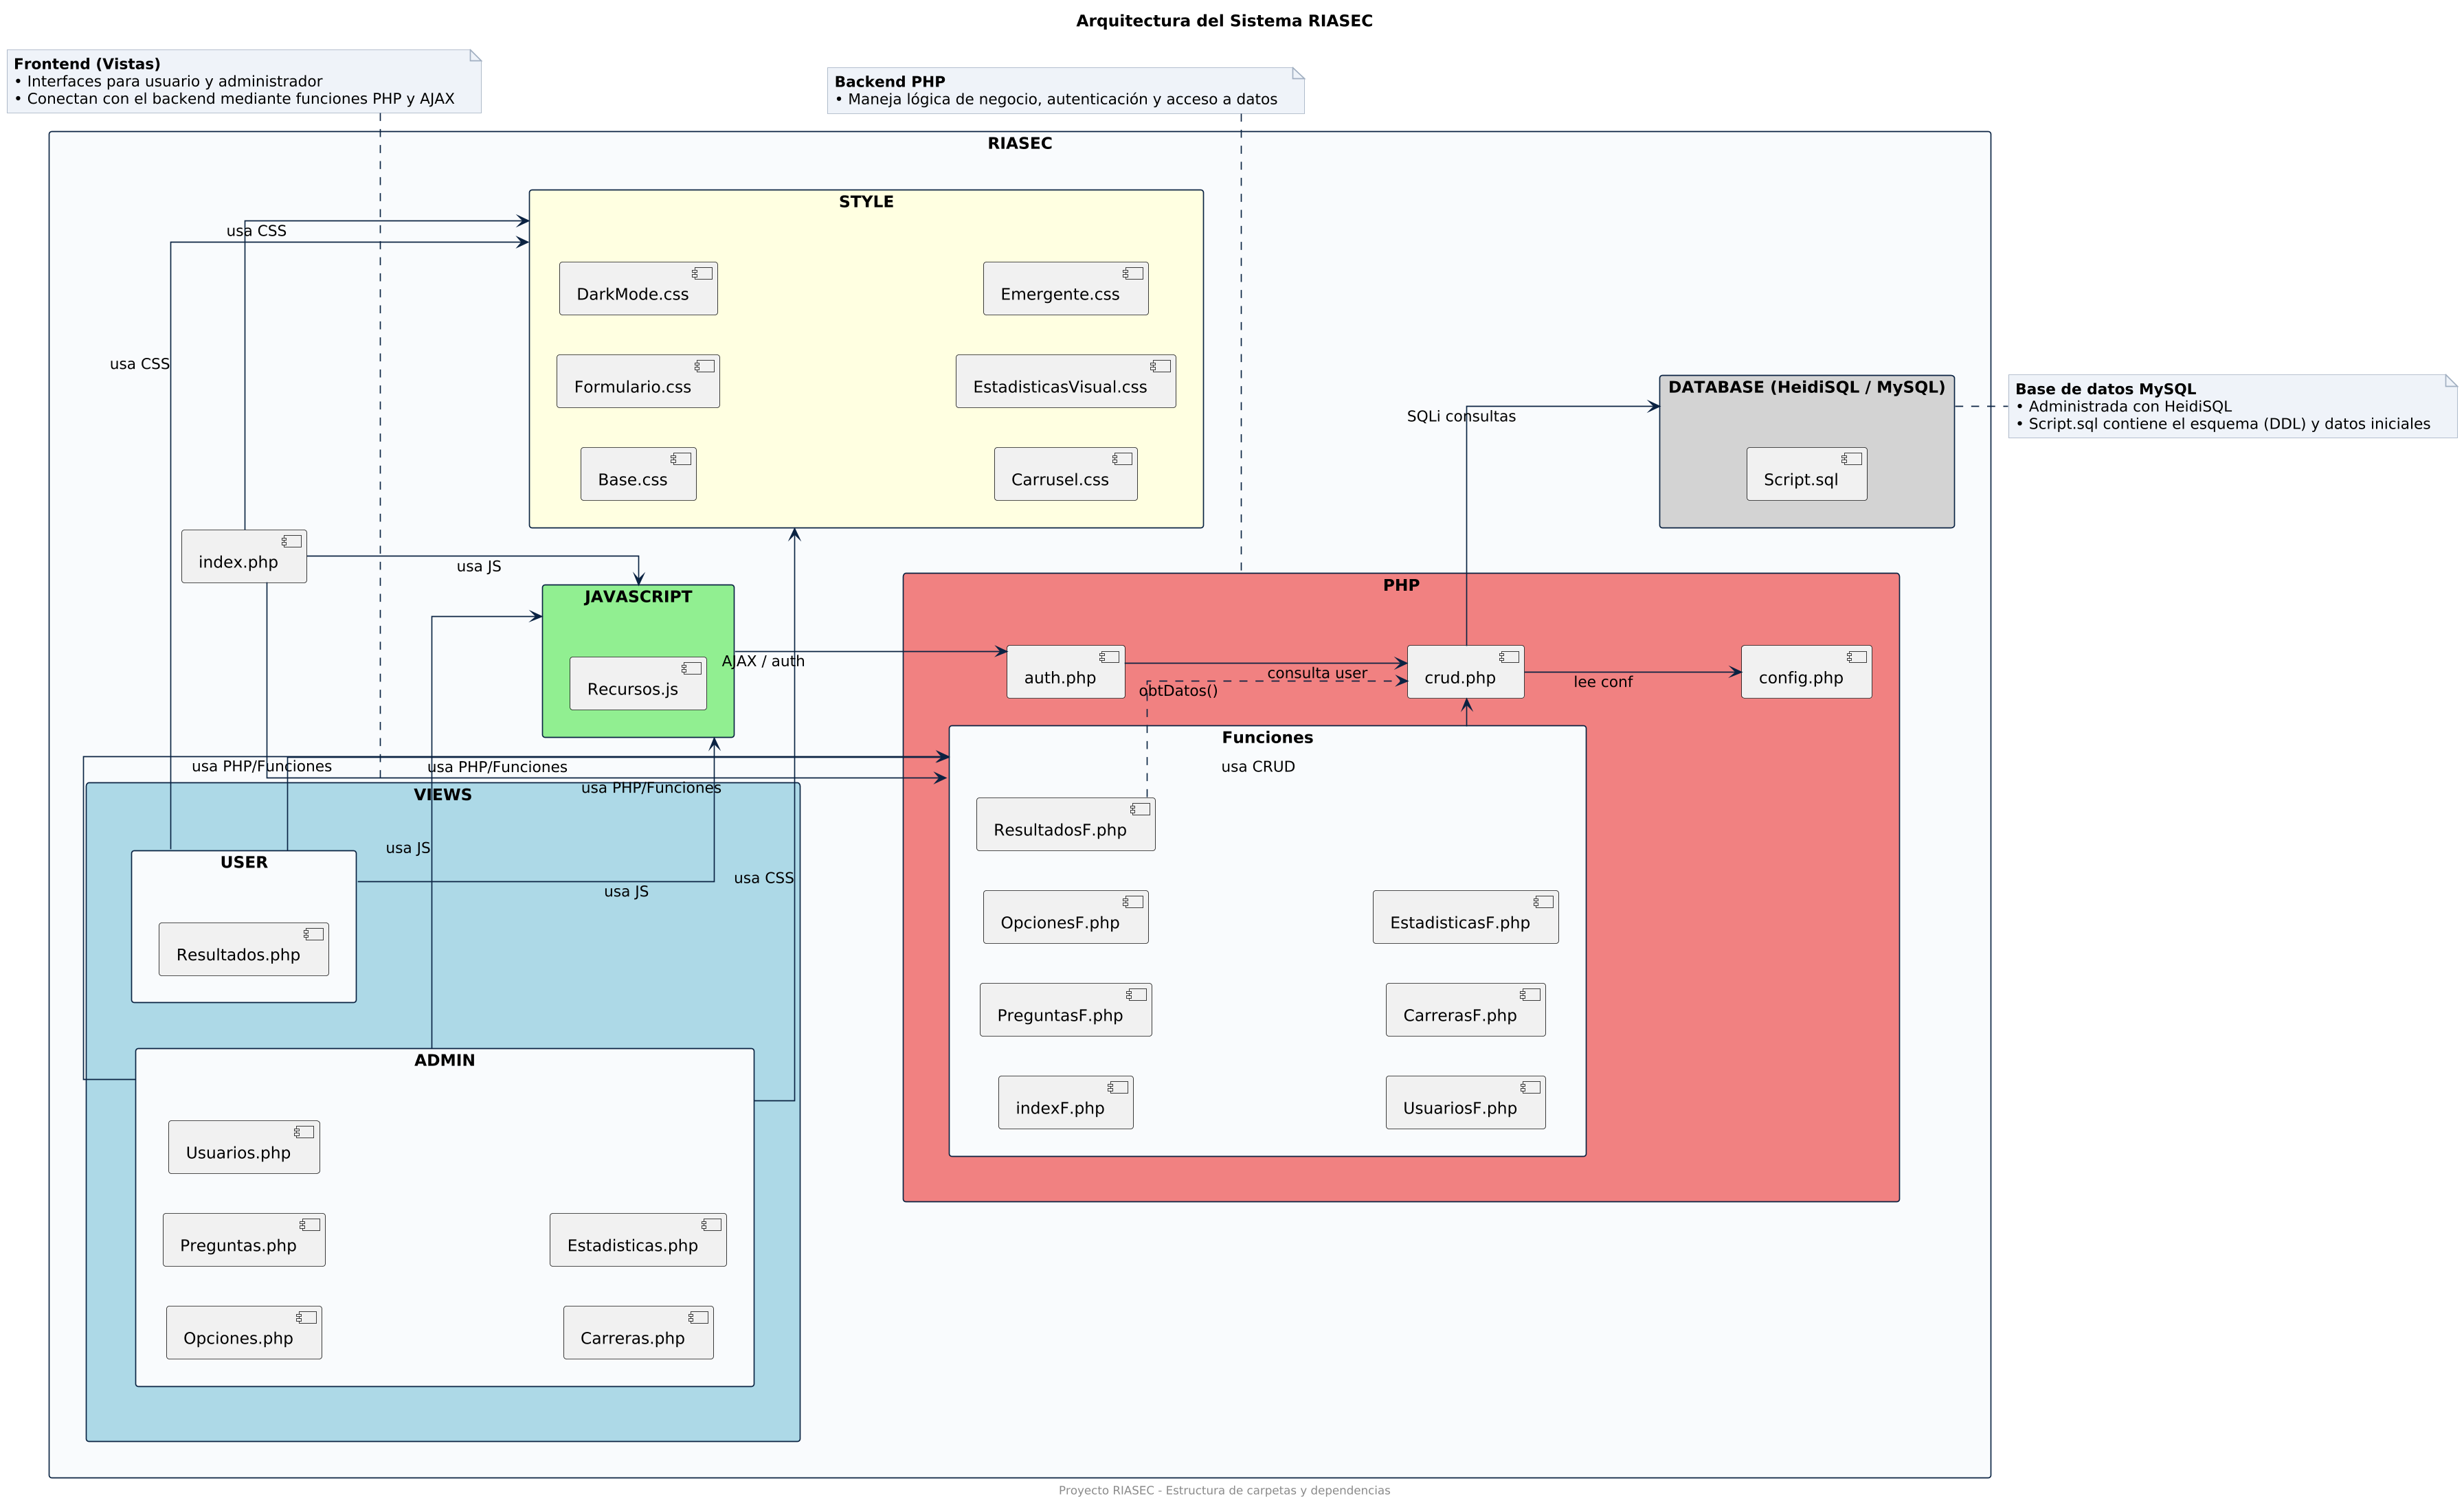 Arquitectura del Sistema RIASEC
Frontend (Vistas)
• Interfaces para usuario y administrador
• Conectan con el backend mediante funciones PHP y AJAX
Backend PHP
• Maneja lógica de negocio, autenticación y acceso a datos
RIASEC
STYLE
usa CSS
DarkMode.css
Emergente.css
usa CSS
Formulario.css
EstadisticasVisual.css
Base.css
Carrusel.css
DATABASE (HeidiSQL / MySQL)
SQLi consultas
Script.sql
Base de datos MySQL
• Administrada con HeidiSQL
• Script.sql contiene el esquema (DDL) y datos iniciales
index.php
usa JS
JAVASCRIPT
Recursos.js
PHP
AJAX / auth
auth.php
consulta user
obtDatos()
crud.php
lee conf
config.php
usa PHP/Funciones
usa PHP/Funciones
usa PHP/Funciones
Funciones
usa CRUD
VIEWS
ResultadosF.php
USER
usa JS
usa JS
usa CSS
OpcionesF.php
EstadisticasF.php
Resultados.php
PreguntasF.php
CarrerasF.php
ADMIN
indexF.php
UsuariosF.php
Usuarios.php
Preguntas.php
Estadisticas.php
Opciones.php
Carreras.php
Proyecto RIASEC - Estructura de carpetas y dependencias